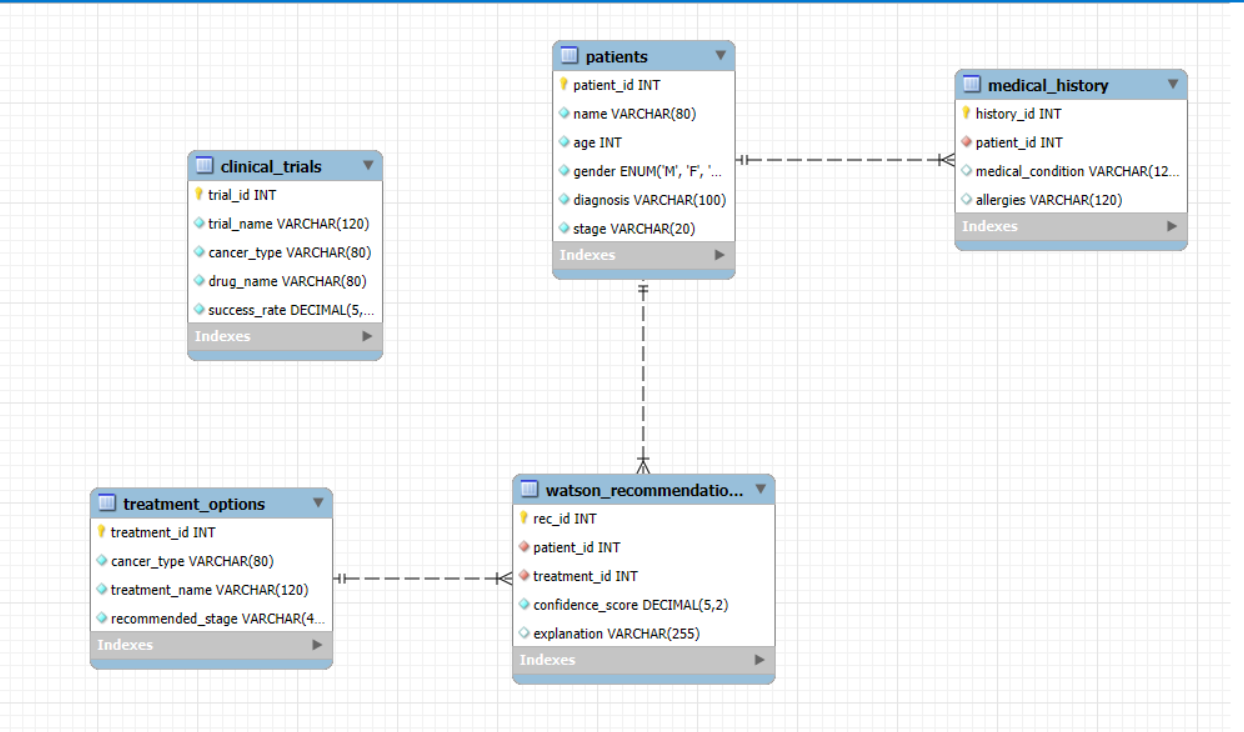 patients
patient_id INT
name VARCHAR(80)
age INT
gender ENUM('M', 'F', '...
diagnosis VARCHAR(100)
stage VARCHAR(20)
Indexes
medical_history
history_id INT
patient_id INT
medical_condition VARCHAR(12...
allergies VARCHAR(120)
Indexes
clinical_trials
trial_id INT
trial_name VARCHAR(120)
cancer_type VARCHAR(80)
drug_name VARCHAR(80)
success_rate DECIMAL(5,...
Indexes
treatment_options
treatment_id INT
cancer_type VARCHAR(80)
treatment_name VARCHAR(120)
recommended_stage VARCHAR(4...
Indexes
watson_recommendatio...
rec_id INT
patient_id INT
treatment_id INT
confidence_score DECIMAL(5,2)
explanation VARCHAR(255)
Indexes